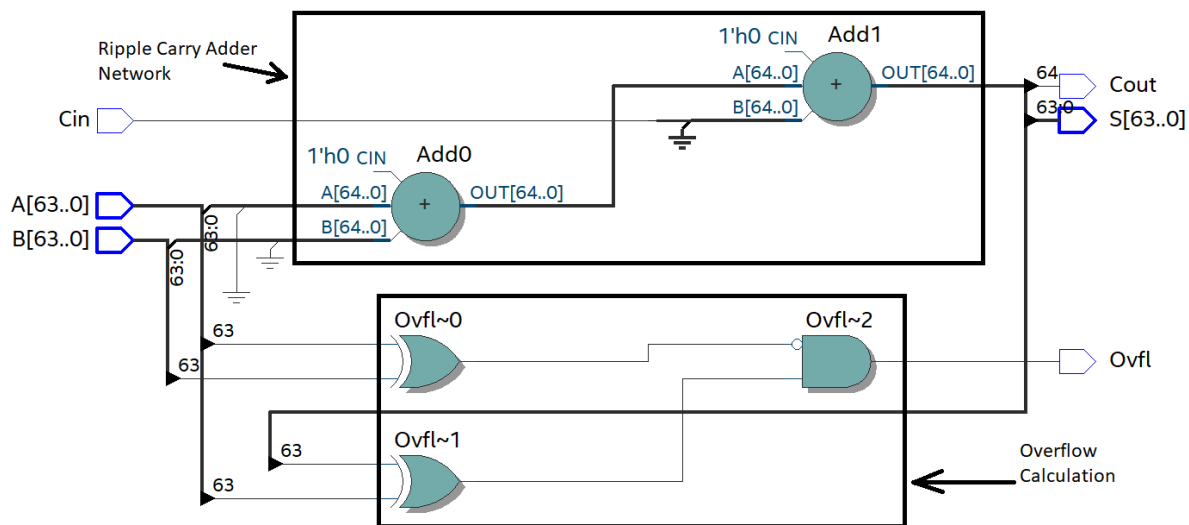 Ripple Carry Adder
Network
Add1
1'h0 CIN
A[64..0]
OUT[64..0]
B[64..0]
64
Cout
63:0
S[63..0]
Cin
Add0
1'h0 CIN
A[64..0]
OUT[64..0]
B[64..0]
A[63..0]
B[63..0]
63:0
63:0
Ovfl~0
63
63
Ovfl~2
Ovfl
Ovfl~1
63
63
Overflow
Calculation